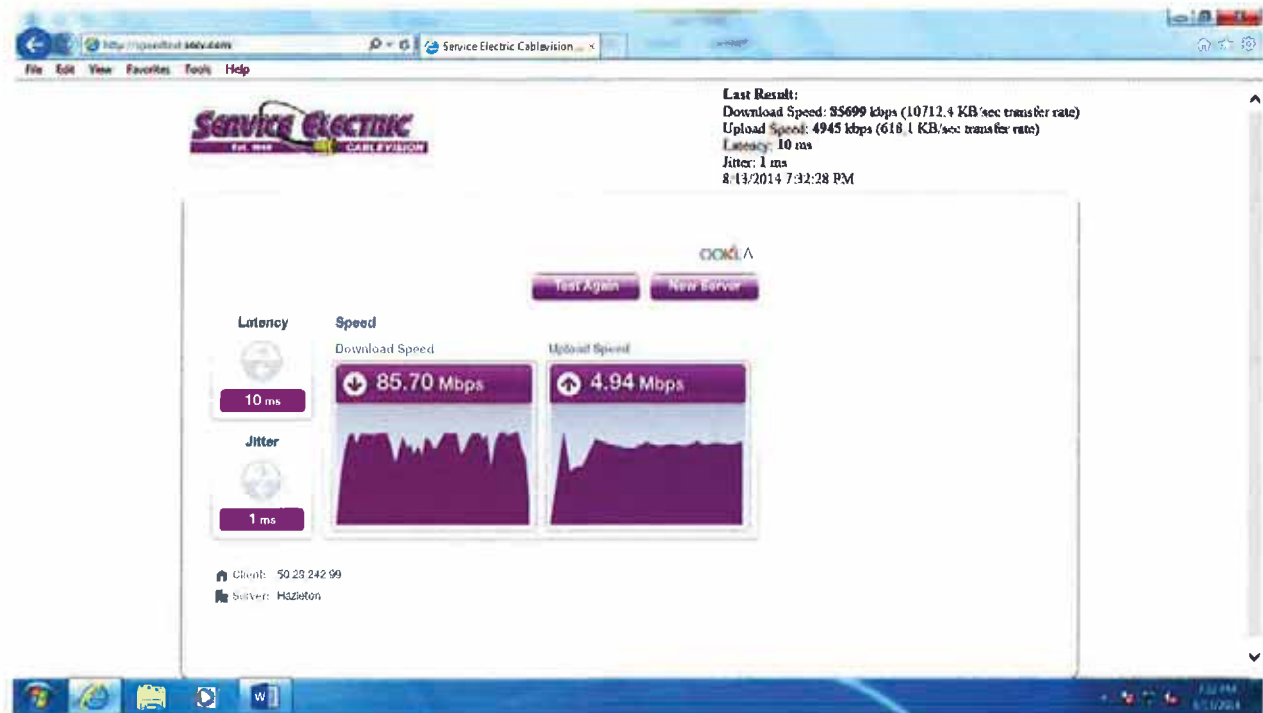 Service Electric Cablevision ...
File Edit View Favorites Tools Help
Last Result:
Download Speed: 85699 kbps (10712.4 KB/sec transfer rate)
Upload Speed: 4945 kbps (618.1 KB/sec transfer rate)
Latency: 10 ms
Jitter: 1 ms
8/13/2014 7:32:28 PM
SERVICE ELECTRIC
CABLEVISION
OOKLA
Test Again New Server
Latency Speed
Download Speed Upload Speed
85.70 Mbps 4.94 Mbps
10 ms
Jitter
1 ms
Client: 50.28.242.99
Server: Hazleton
W